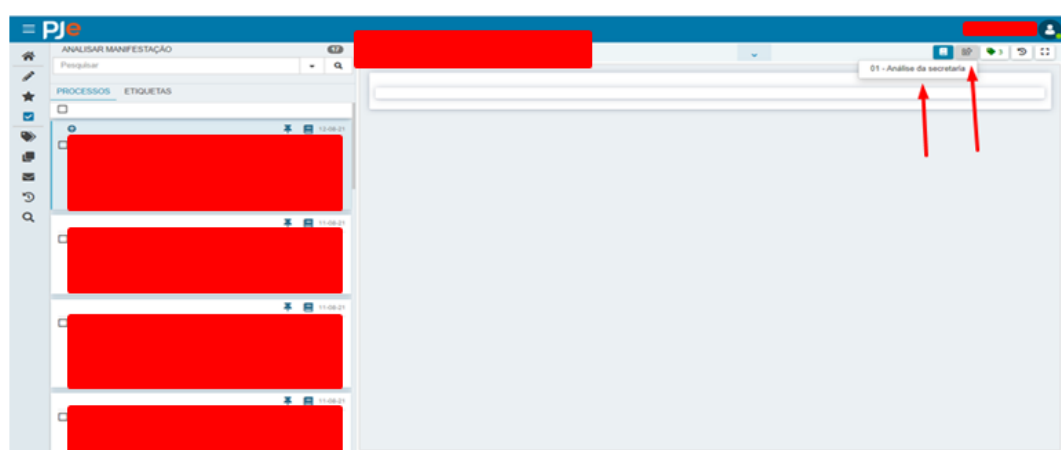 PJe
ANALISAR MANIFESTAÇÃO
Pesquisar
01 - Análise da secretaria
PROCESSOS ETIQUETAS
12-08-21
11-08-21
11-08-21
11-08-21